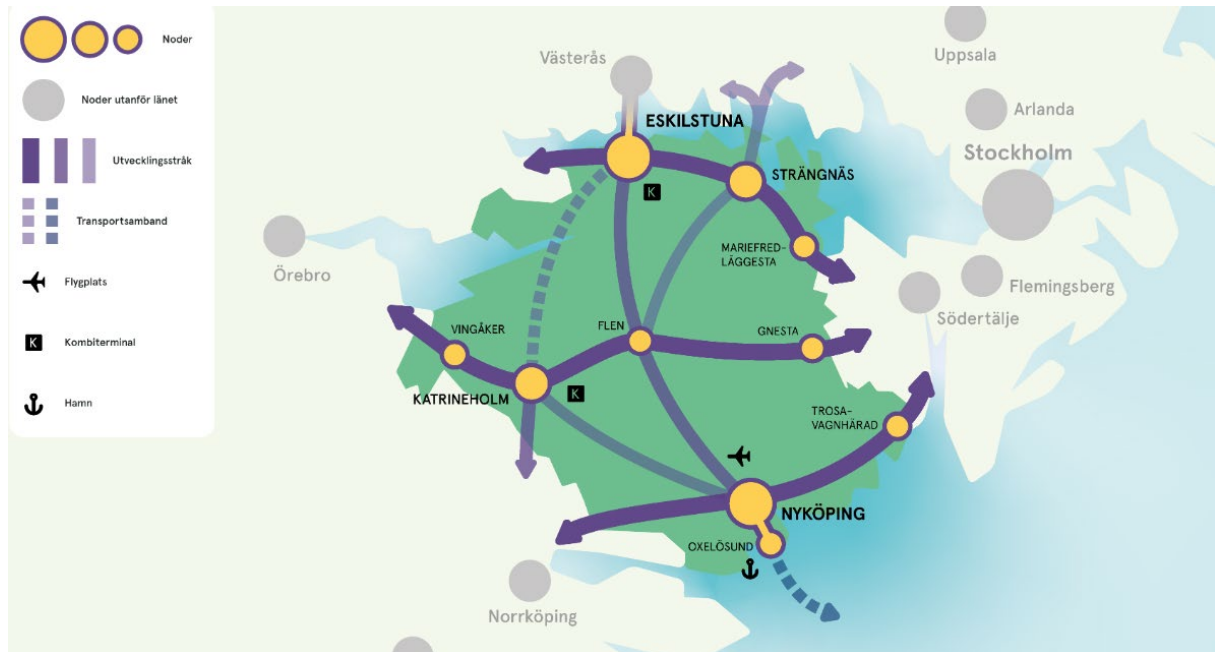 Noder
Noder utanför länet
Utvecklingsstråk
Transportsamband
Flygplats
K
Kombiterminal
Hamn
Västerås
Uppsala
Arlanda
Stockholm
ESKILSTUNA
K
STRÄNGNÄS
Örebro
MARIEFRED-
LÄGGESTA
Flemingsberg
Södertälje
VINGÅKER
FLEN
GNESTA
KATRINEHOLM
K
TROSA-
VAGNHÄRAD
NYKÖPING
OXELÖSUND
Norrköping